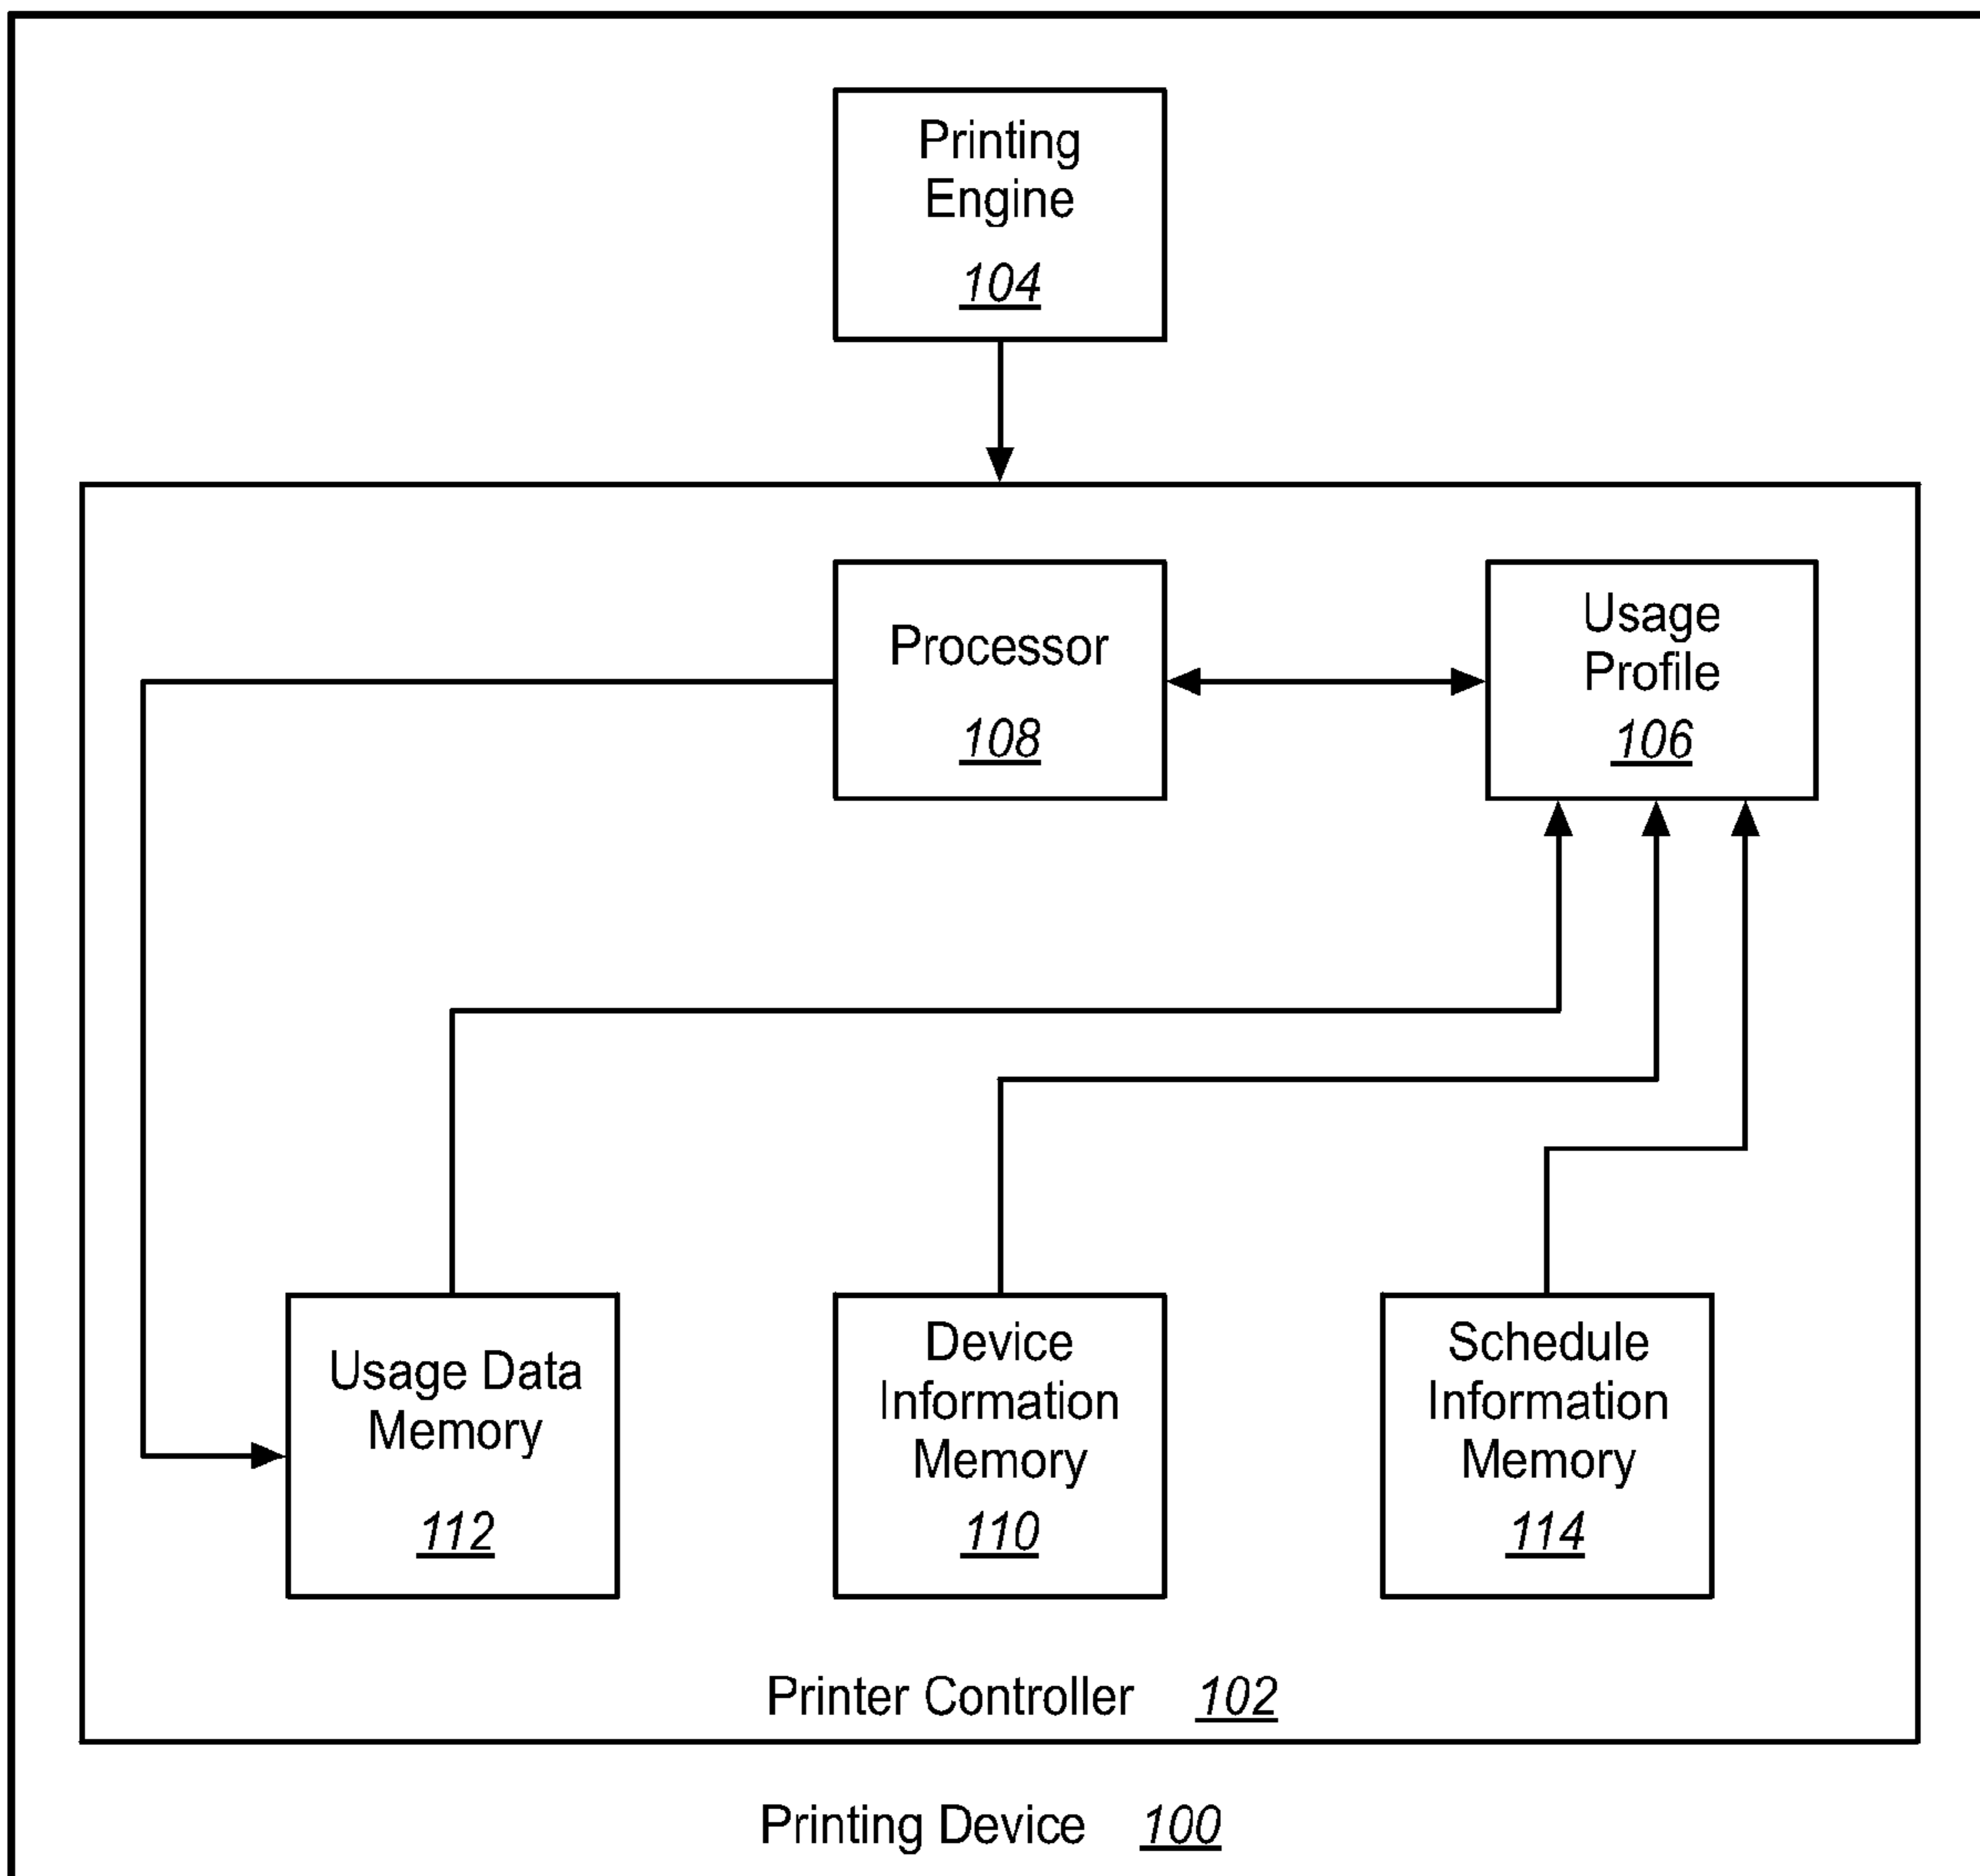 Printing
Engine
104
Processor
108
Usage
Profile
106
Usage Data
Memory
112
Device
Information
Memory
110
Schedule
Information
Memory
114
Printer Controller 102
Printing Device 100